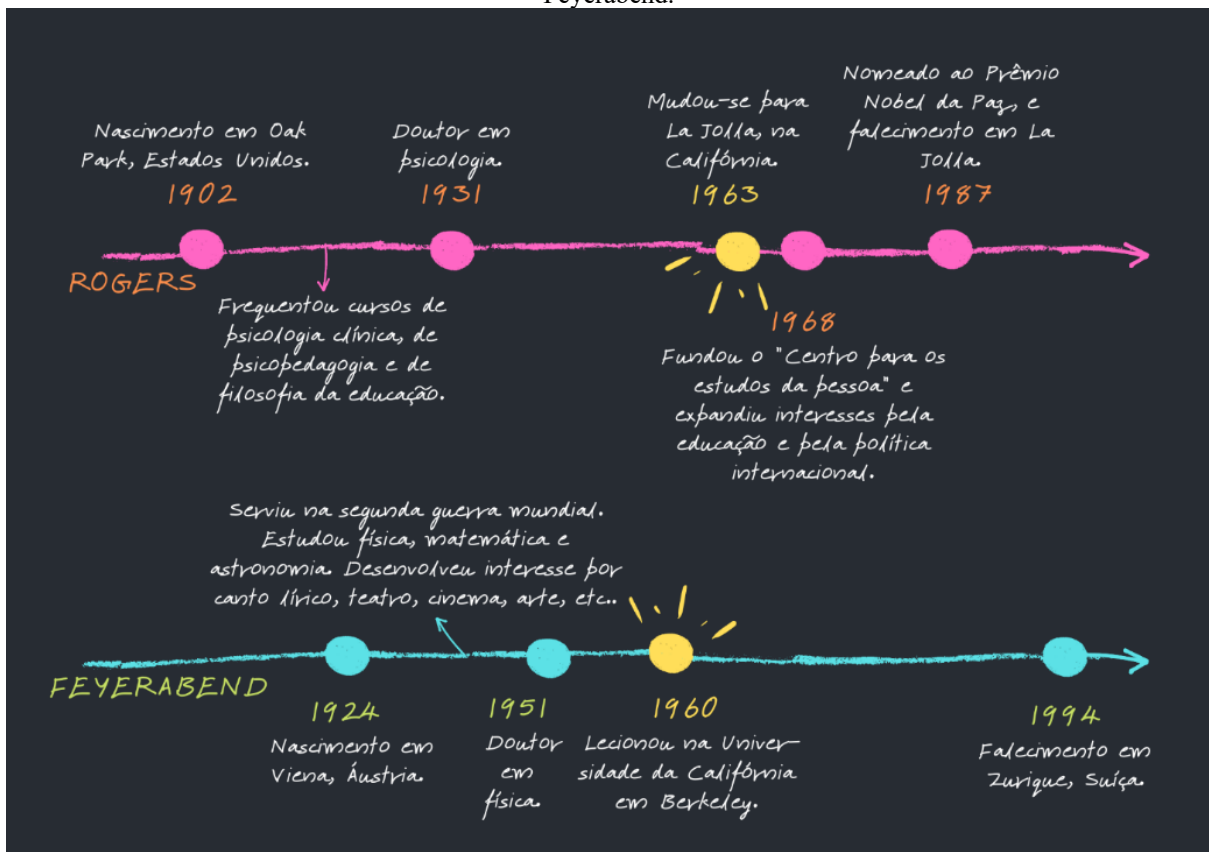 Feyerabend.
Nascimento em Oak
Park, Estados Unidos.
1902
Doutor em
psicologia.
1931
Mudou-se para
La Jolla, na
Califórnia.
1963
Nomeado ao Prêmio
Nobel da Paz, e
falecimento em La
Jolla.
1987
ROGERS
Frequentou cursos de
psicologia clínica, de
psicopedagogia e de
filosofia da educação.
1968
Fundou o "Centro para os
estudos da pessoa" e
expandiu interesses pela
educação e pela política
internacional.
Serviu na segunda guerra mundial.
Estudou física, matemática e
astronomia. Desenvolveu interesse por
canto lírico, teatro, cinema, arte, etc..
FEYERABEND
1924
Nascimento em
Viena, Áustria.
1951
Doutor
em
física.
1960
Lecionou na Univer-
sidade da Califórnia
em Berkeley.
1994
Falecimento em
Zurique, Suíça.